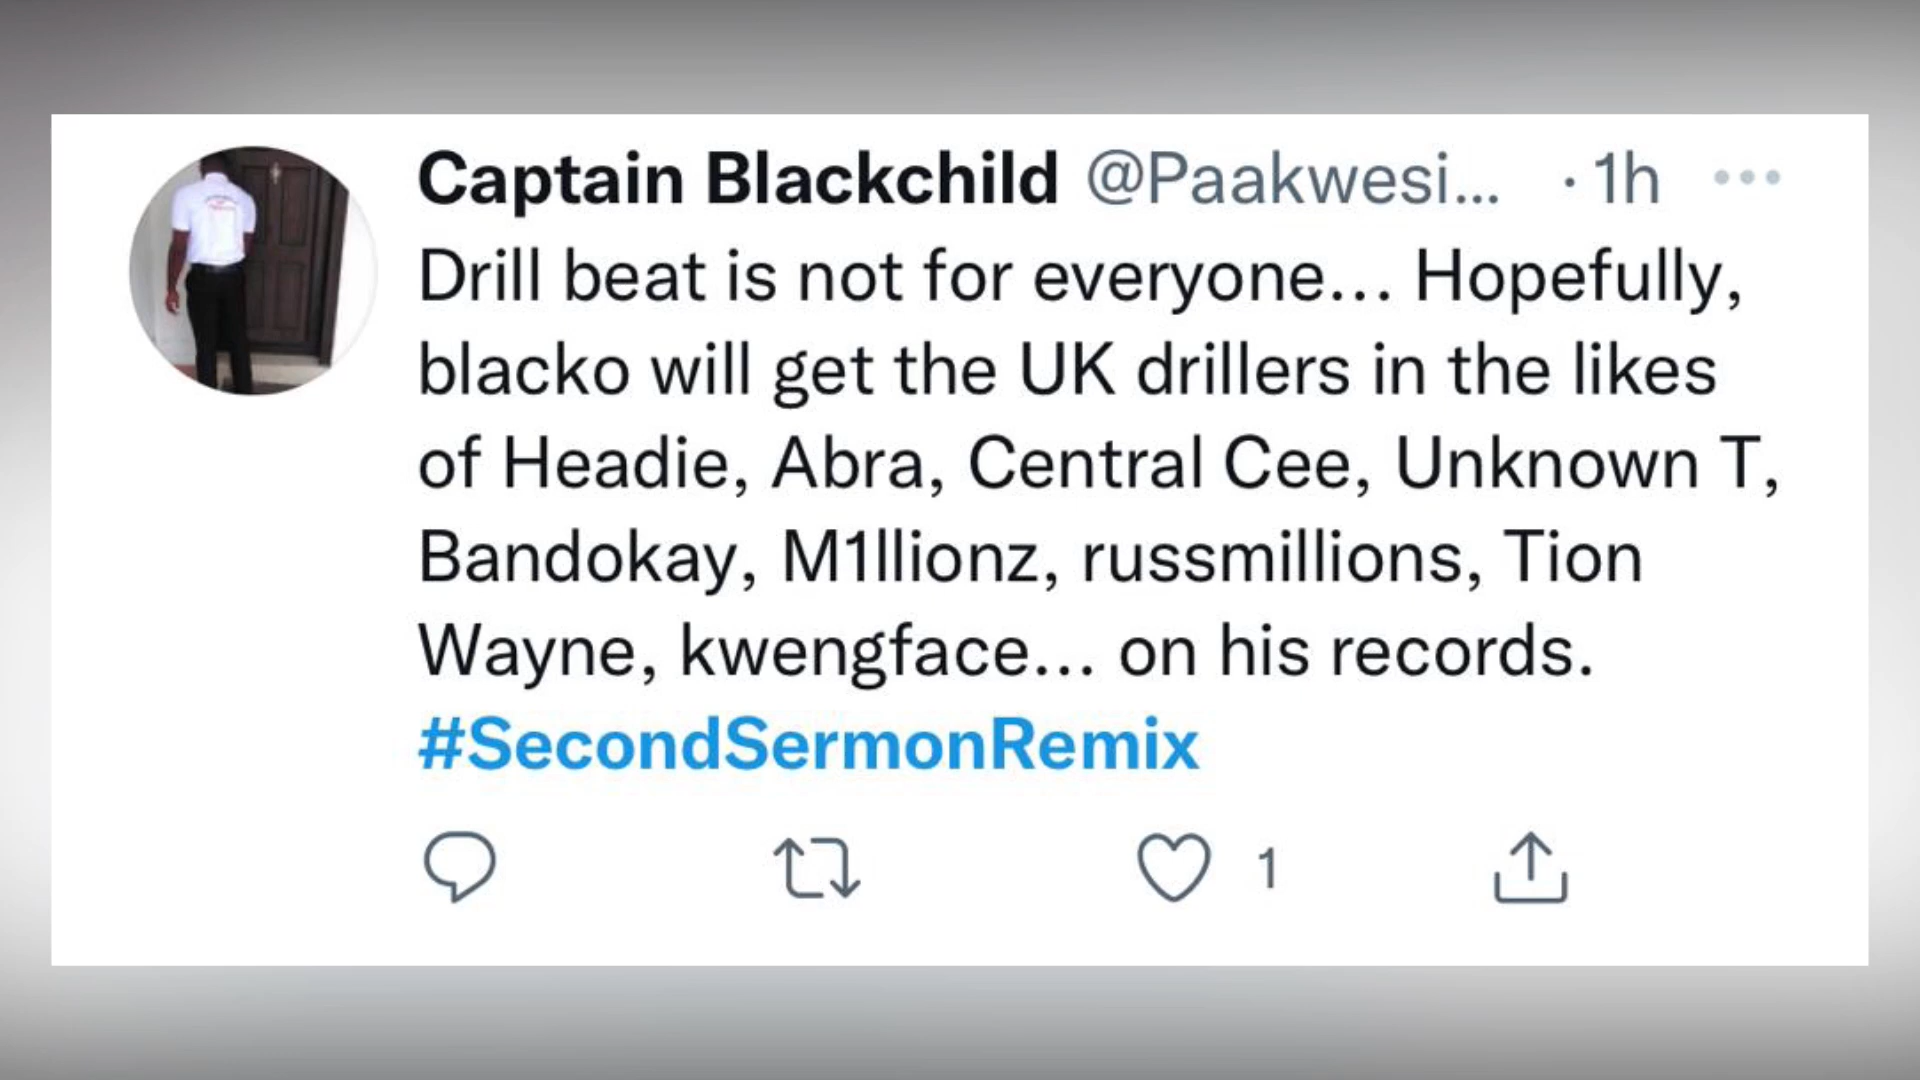 Captain Blackchild @Paakwesi... · 1h
Drill beat is not for everyone... Hopefully,
blacko will get the UK drillers in the likes
of Headie, Abra, Central Cee, Unknown T,
Bandokay, M1llionz, russmillions, Tion
Wayne, kwengface... on his records.
#SecondSermonRemix
1